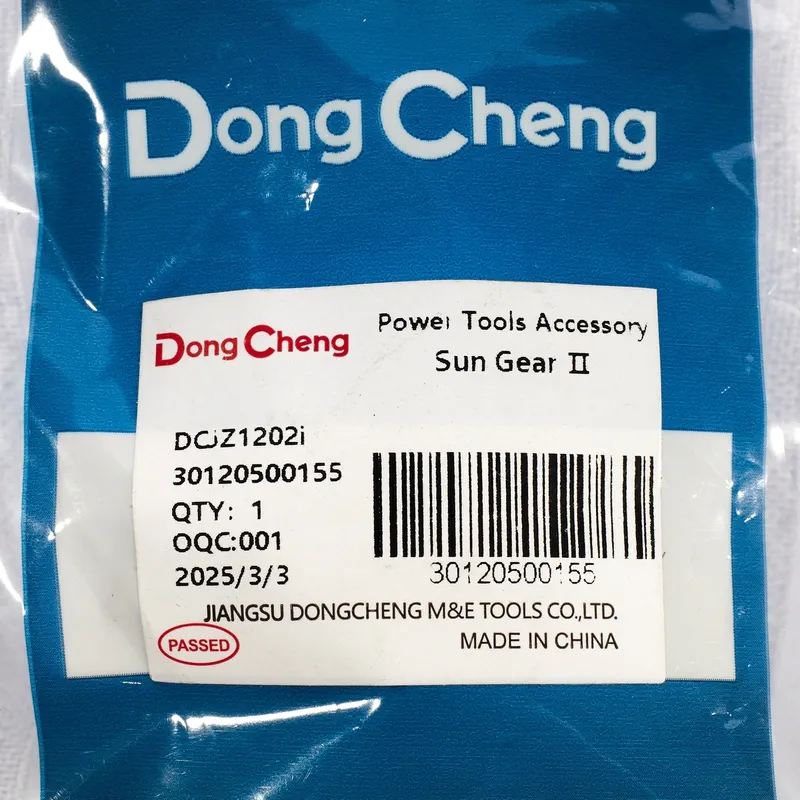 Dong Cheng
Dong Cheng
Power Tools Accessory
Sun Gear Ⅱ
DCJZ1202i
30120500155
QTY: 1
OQC:001
2025/3/3
30120500155
JIANGSU DONGCHENG M&E TOOLS CO.,LTD.
PASSED
MADE IN CHINA